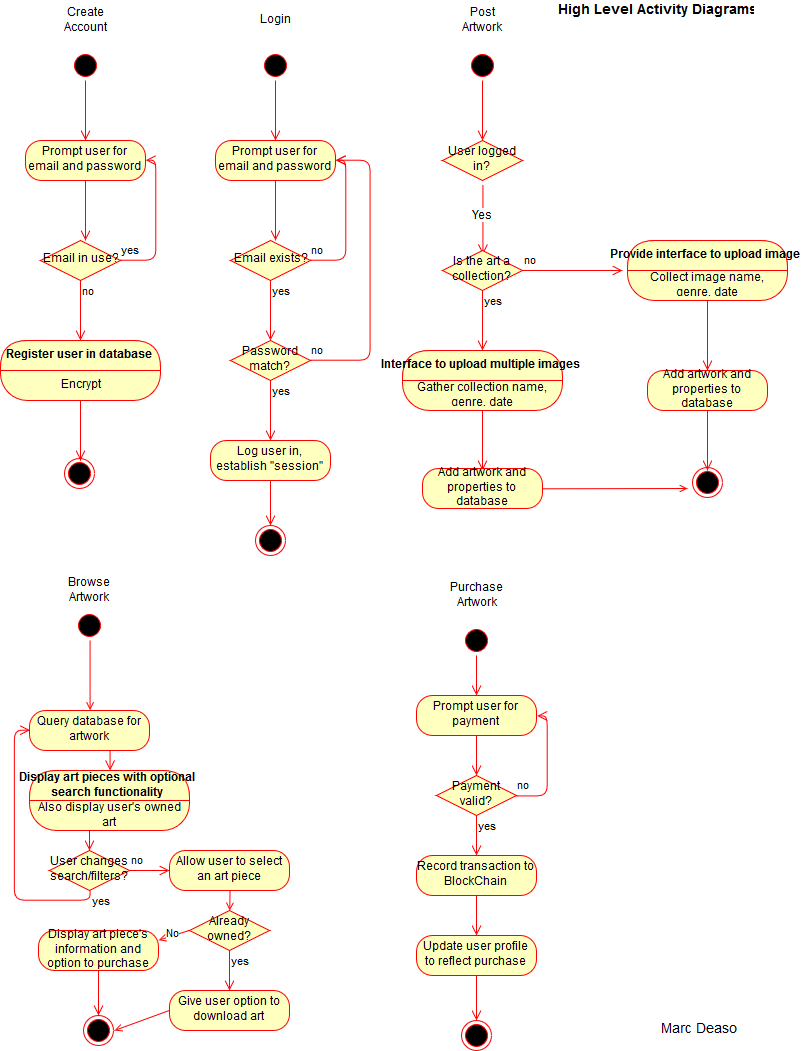 High Level Activity Diagrams
Create
Account
Prompt user for
email and password
Email in use?
yes
no
Register user in database
Encrypt
Login
Prompt user for
email and password
Email exists?
no
yes
Password
match?
no
yes
Log user in,
establish "session"
Post
Artwork
User logged
in?
Yes
Is the art a
collection?
no
yes
Provide interface to upload image
Collect image name,
genre, date
Add artwork and
properties to
database
Interface to upload multiple images
Gather collection name,
genre, date
Add artwork and
properties to
database
Browse
Artwork
Query database for
artwork
Display art pieces with optional
search functionality
Also display user's owned
art
User changes
search/filters?
no
yes
Allow user to select
an art piece
Already
owned?
No
yes
Display art piece's
information and
option to purchase
Give user option to
download art
Purchase
Artwork
Prompt user for
payment
Payment
valid?
no
yes
Record transaction to
BlockChain
Update user profile
to reflect purchase
Marc Deaso